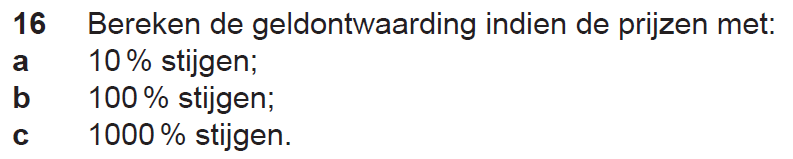 16 Bereken de geldontwaarding indien de prijzen met:
a 10 % stijgen;
b 100 % stijgen;
c 1000 % stijgen.